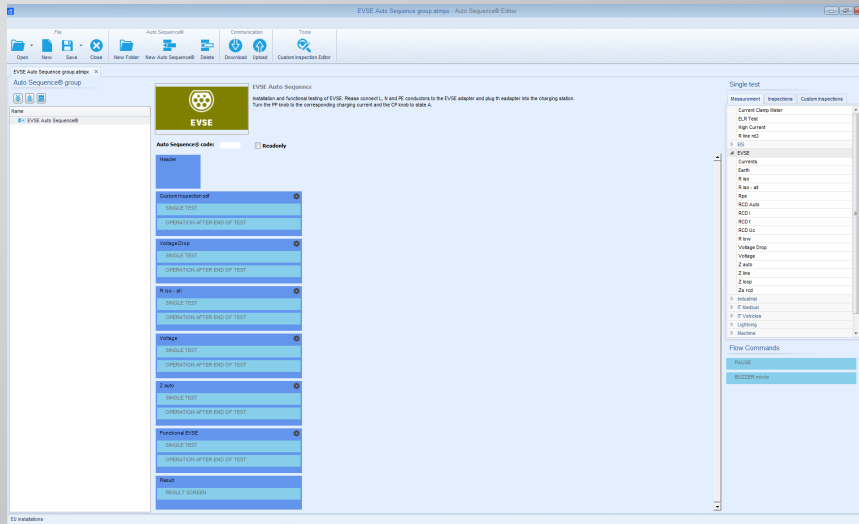 EVSE Auto Sequence group.atmpx - Auto Sequence® Editor
File
Auto Sequence®
Communication
Tools
Open
New
Save
Close
New Folder
New Auto Sequence®
Delete
Download
Upload
Custom Inspection Editor
EVSE Auto Sequence group.atmpx ×
Auto Sequence® group
Name
EVSE Auto Sequence®
EVSE
EVSE Auto Sequence
Installation and functional testing of EVSE. Please connect L, N and PE conductors to the EVSE adapter and plug th eadapter into the charging station.
Turn the PP knob to the corresponding charging current and the CP knob to state A.
Auto Sequence® code:
Readonly
Header
Custom Inspection sdf
SINGLE TEST
OPERATION AFTER END OF TEST
Voltage Drop
SINGLE TEST
OPERATION AFTER END OF TEST
R iso - all
SINGLE TEST
OPERATION AFTER END OF TEST
Voltage
SINGLE TEST
OPERATION AFTER END OF TEST
Z auto
SINGLE TEST
OPERATION AFTER END OF TEST
Functional EVSE
SINGLE TEST
OPERATION AFTER END OF TEST
Result
RESULT SCREEN
Single test
Measurement
Inspections
Custom Inspections
Current Clamp Meter
ELR Test
High Current
R line mΩ
EIS
EVSE
Currents
Earth
R iso
R iso - all
Rpe
RCD Auto
RCD I
RCD t
RCD Uc
R low
Voltage Drop
Voltage
Z auto
Z line
Z loop
Zs rcd
Industrial
IT Medical
IT Vehicles
Lightning
Machine
Flow Commands
PAUSE
BUZZER mode
EU installations